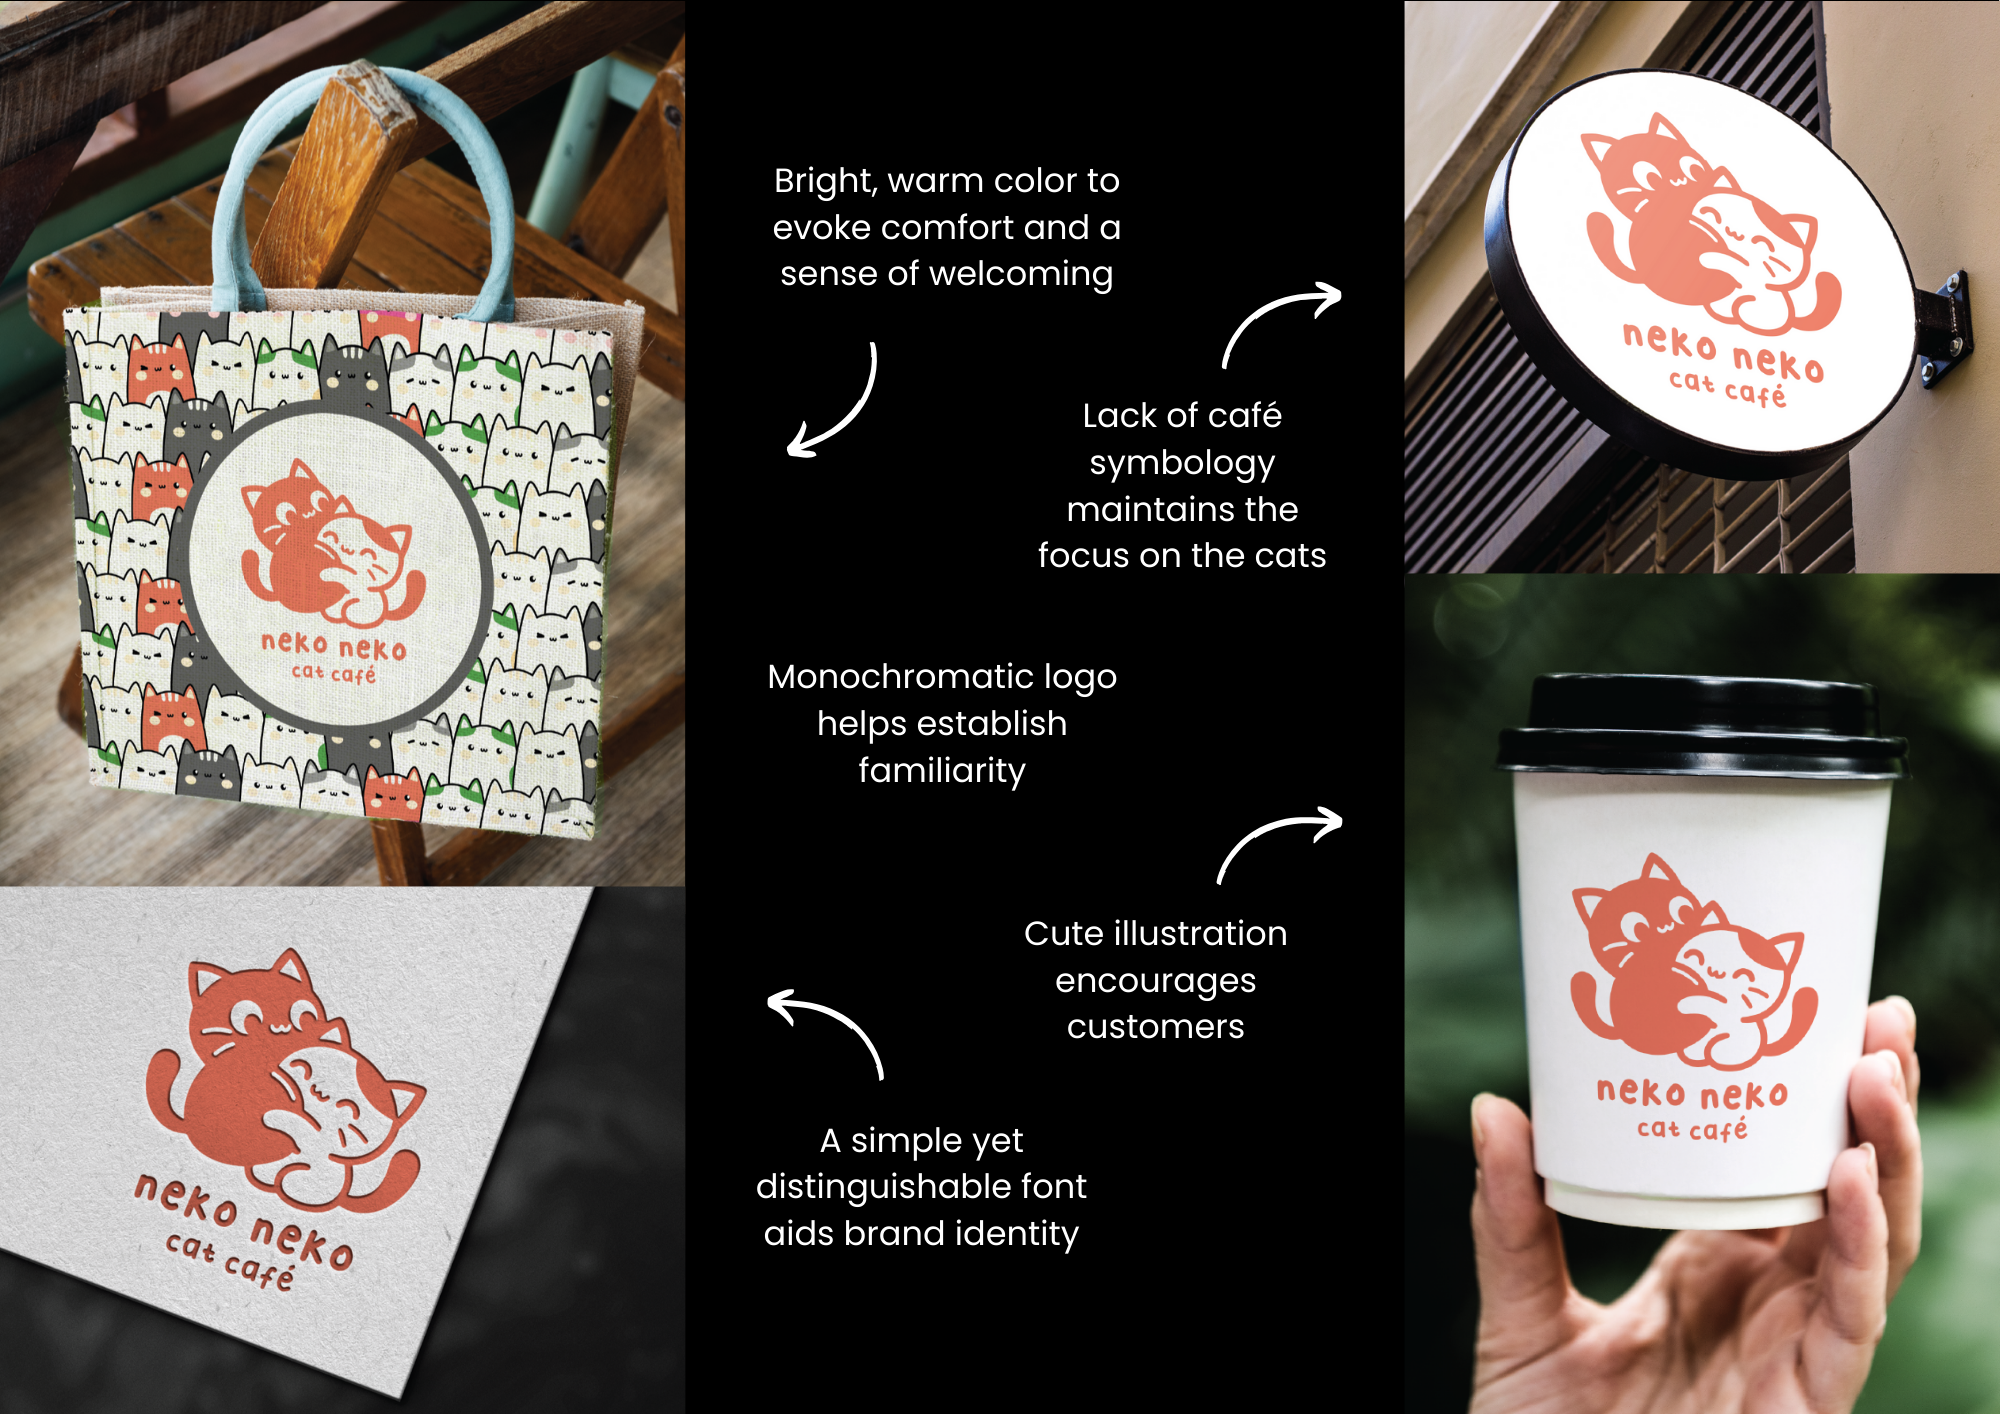 Bright, warm color to
evoke comfort and a
sense of welcoming
Lack of café
symbology
maintains the
focus on the cats
Monochromatic logo
helps establish
familiarity
Cute illustration
encourages
customers
A simple yet
distinguishable font
aids brand identity
neko neko
cat café
neko neko
cat café
neko neko
cat café
neko neko
cat café